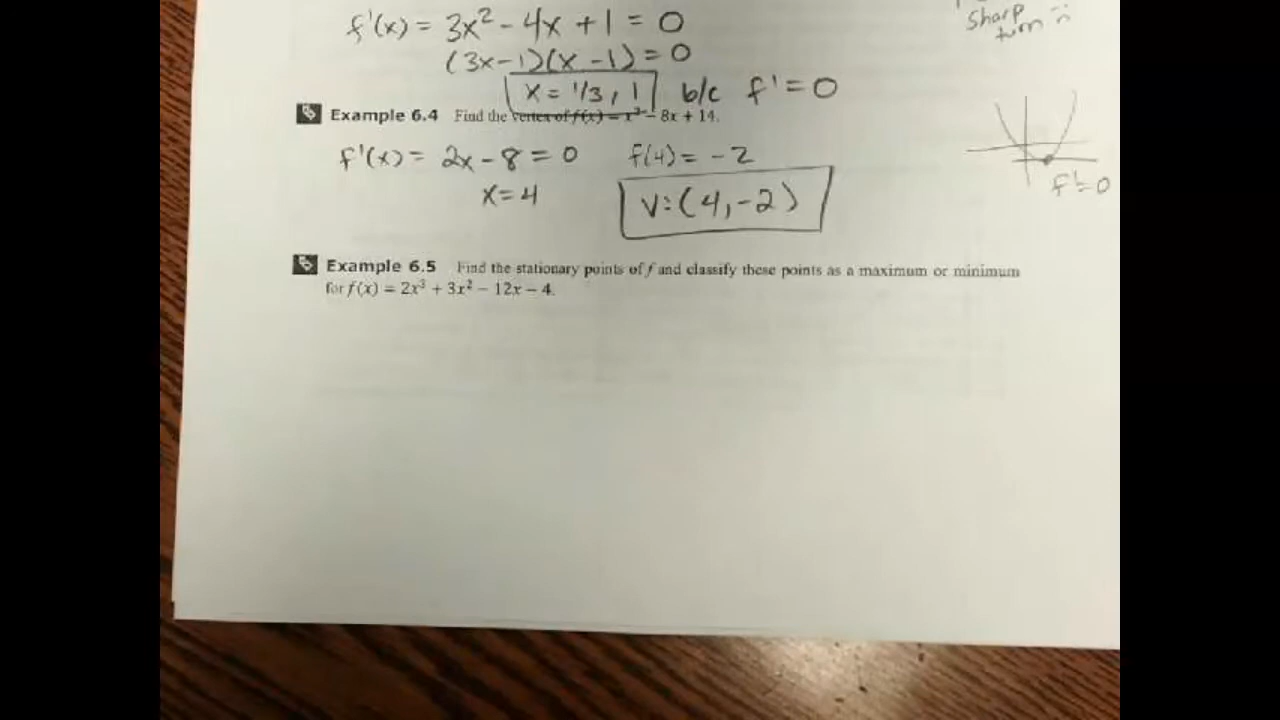 f'(x) = 3x² - 4x + 1 = 0
Sharp
turn
(3x-1)(x-1) = 0
x = 1/3, 1 b/c f' = 0
Example 6.4 Find the vertex of f(x) = x² - 8x + 14.
f'(x) = 2x - 8 = 0 f(4) = -2
x = 4 V: (4, -2)
f' = 0
Example 6.5 Find the stationary points of f and classify these points as a maximum or minimum
for f(x) = 2x³ + 3x² - 12x - 4.